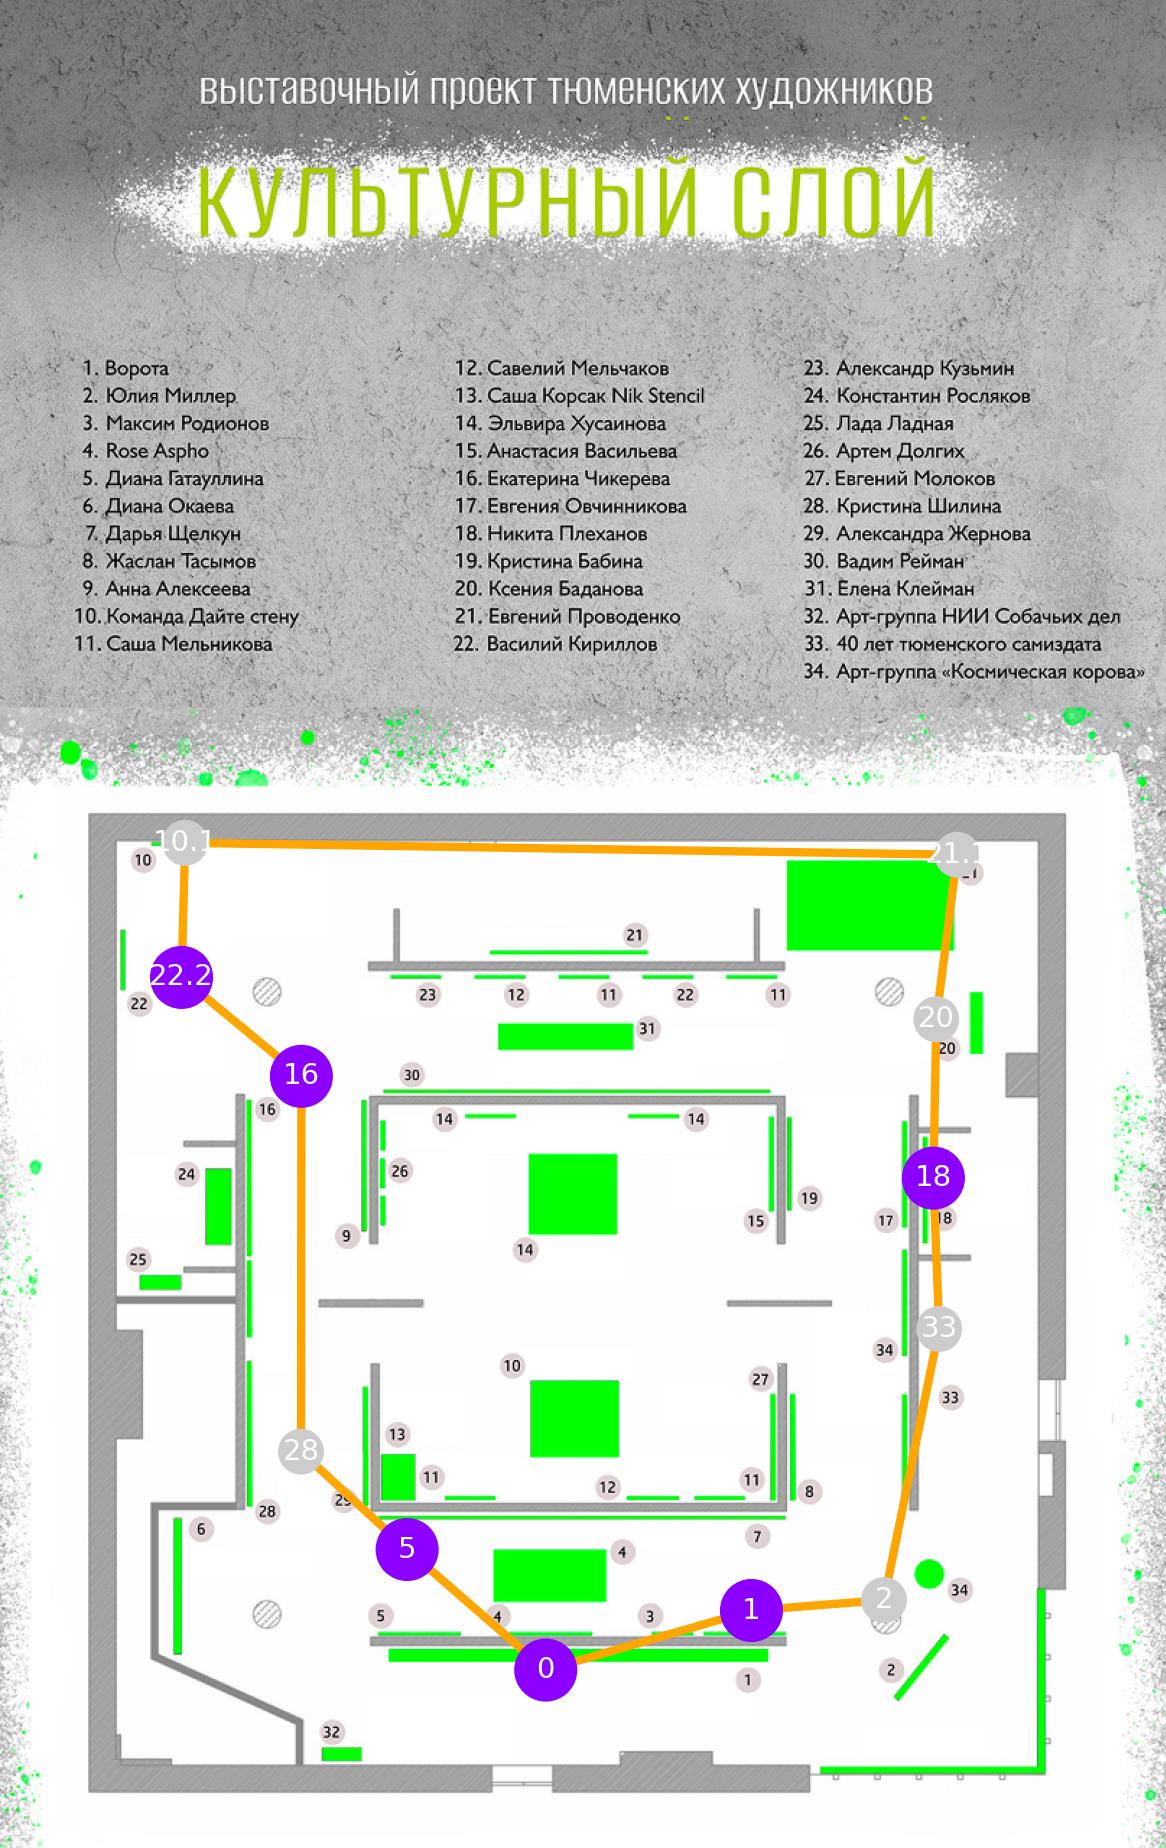 выставочный проект тюменских художников
КУЛЬТУРНЫЙ СЛОЙ
1. Ворота
2. Юлия Миллер
3. Максим Родионов
4. Rose Aspho
5. Диана Гатауллина
6. Диана Окаева
7. Дарья Щелкун
8. Жаслан Тасымов
9. Анна Алексеева
10. Команда Дайте стену
11. Саша Мельникова
12. Савелий Мельчаков
13. Саша Корсак Nik Stencil
14. Эльвира Хусаинова
15. Анастасия Васильева
16. Екатерина Чикерева
17. Евгения Овчинникова
18. Никита Плеханов
19. Кристина Бабина
20. Ксения Баданова
21. Евгений Проводенко
22. Василий Кириллов
23. Александр Кузьмин
24. Константин Росляков
25. Лада Ладная
26. Артем Долгих
27. Евгений Молоков
28. Кристина Шилина
29. Александра Жернова
30. Вадим Рейман
31. Елена Клейман
32. Арт-группа НИИ Собачьих дел
33. 40 лет тюменского самиздата
34. Арт-группа «Космическая корова»
10.1 21.1
10 21
21
22.2
22 23 12 11 22 11
20
31 20
16
30
16 14 14
26
24 18
19
9 15 17 18
25 14
33
34
10 27
33
13
28 11 12 11 8
29
28
6 7
5 4
34
2
5 4 3 1
0 2
1
32